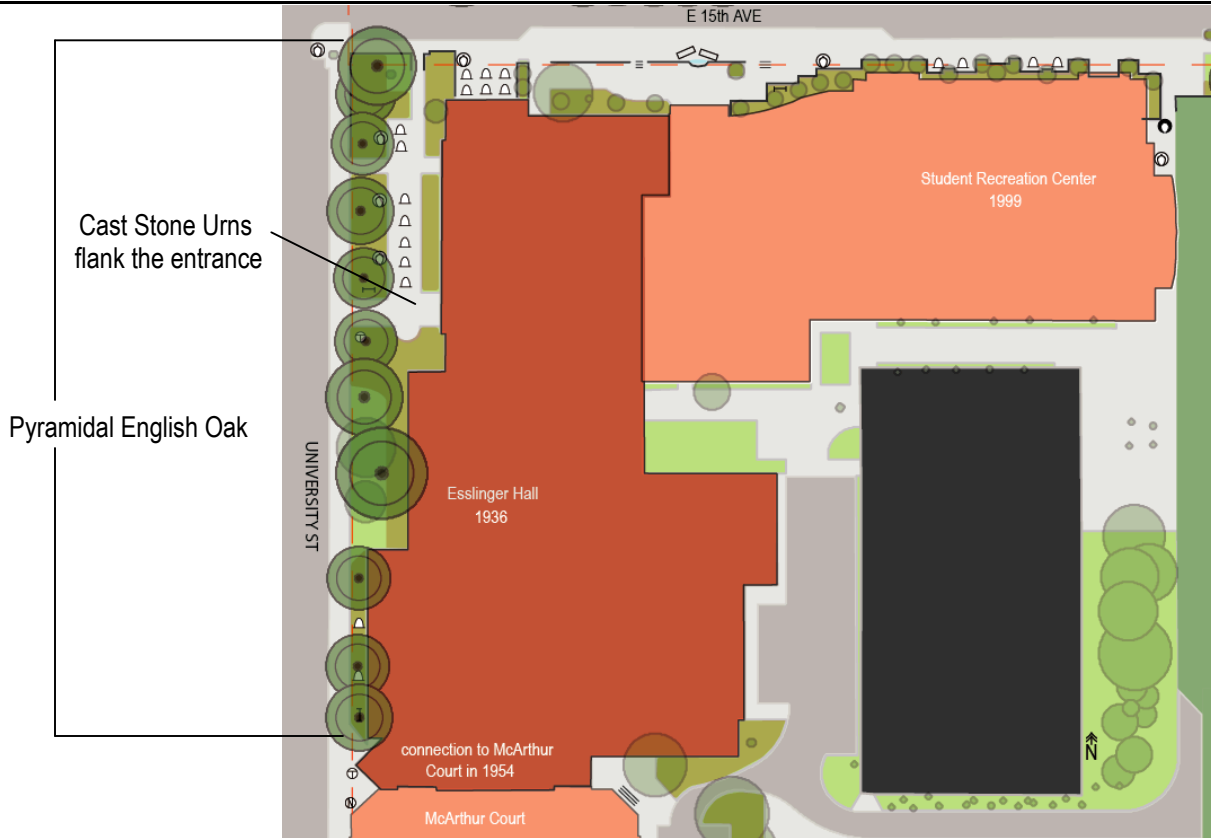 E 15th AVE
Student Recreation Center
1999
Cast Stone Urns
flank the entrance
Pyramidal English Oak
UNIVERSITY ST
Esslinger Hall
1936
connection to McArthur
Court in 1954
N
McArthur Court